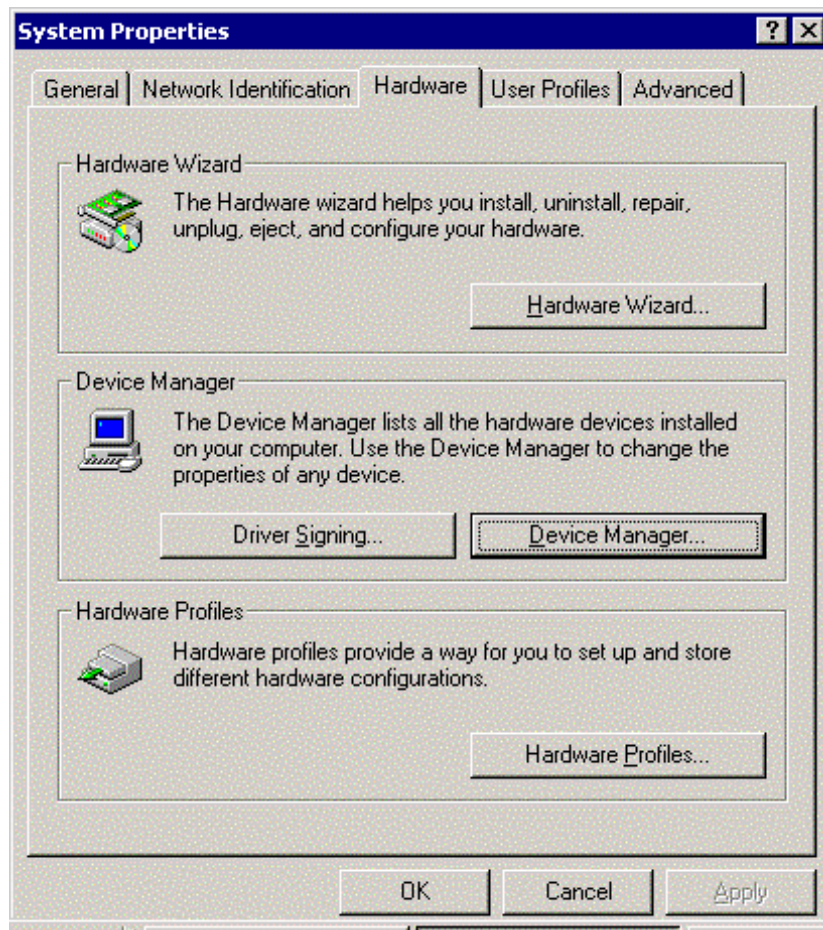 System Properties
General Network Identification Hardware User Profiles Advanced
Hardware Wizard
The Hardware wizard helps you install, uninstall, repair,
unplug, eject, and configure your hardware.
Hardware Wizard...
Device Manager
The Device Manager lists all the hardware devices installed
on your computer. Use the Device Manager to change the
properties of any device.
Driver Signing... Device Manager...
Hardware Profiles
Hardware profiles provide a way for you to set up and store
different hardware configurations.
Hardware Profiles...
OK Cancel Apply